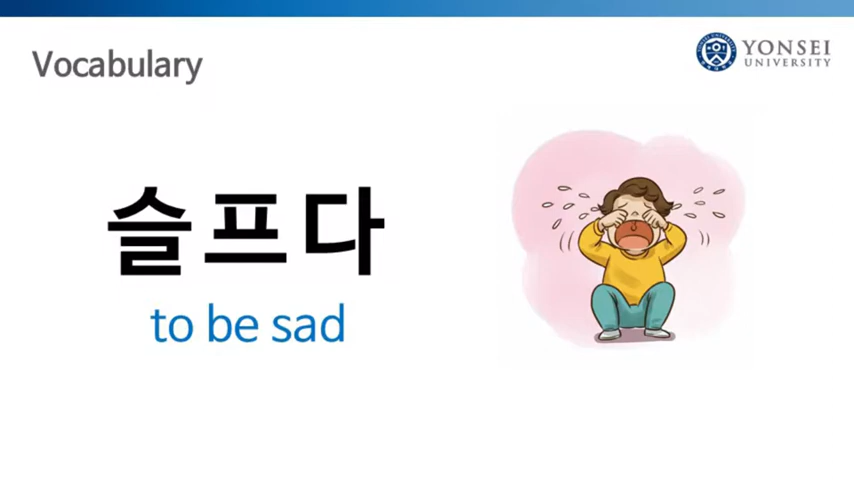 Vocabulary
YONSEI
UNIVERSITY
슬프다
to be sad